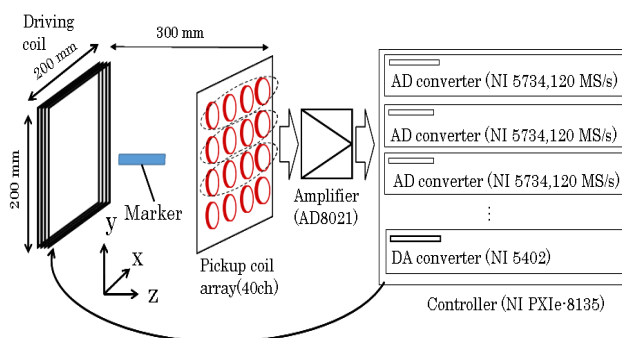 Driving
coil
200 mm
300 mm
200 mm
Marker
y
x
z
Pickup coil
array(40ch)
Amplifier
(AD8021)
AD converter (NI 5734,120 MS/s)
AD converter (NI 5734,120 MS/s)
AD converter (NI 5734,120 MS/s)
⋮
DA converter (NI 5402)
Controller (NI PXIe-8135)